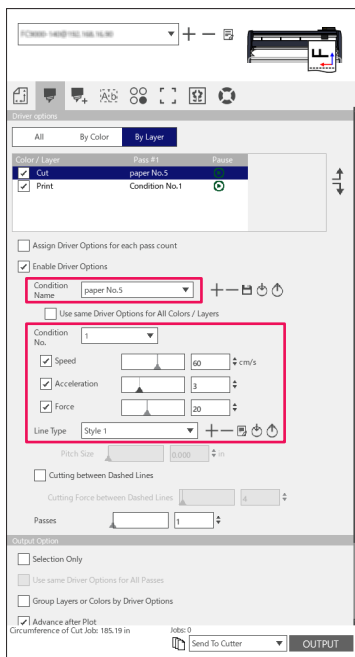 FC9000-140@192.168.16.90
A·b
Driver options
All By Color By Layer
Color / Layer Pass #1 Pause
Cut paper No.5
Print Condition No.1
Assign Driver Options for each pass count
Enable Driver Options
Condition Name paper No.5
Use same Driver Options for All Colors / Layers
Condition No. 1
Speed 60 cm/s
Acceleration 3
Force 20
Line Type Style 1
Pitch Size 0.000 in
Cutting between Dashed Lines
Cutting Force between Dashed Lines 4
Passes 1
Output Option
Selection Only
Use same Driver Options for All Passes
Group Layers or Colors by Driver Options
Advance after Plot
Circumference of Cut Job: 185.19 in Jobs: 0
Send To Cutter OUTPUT